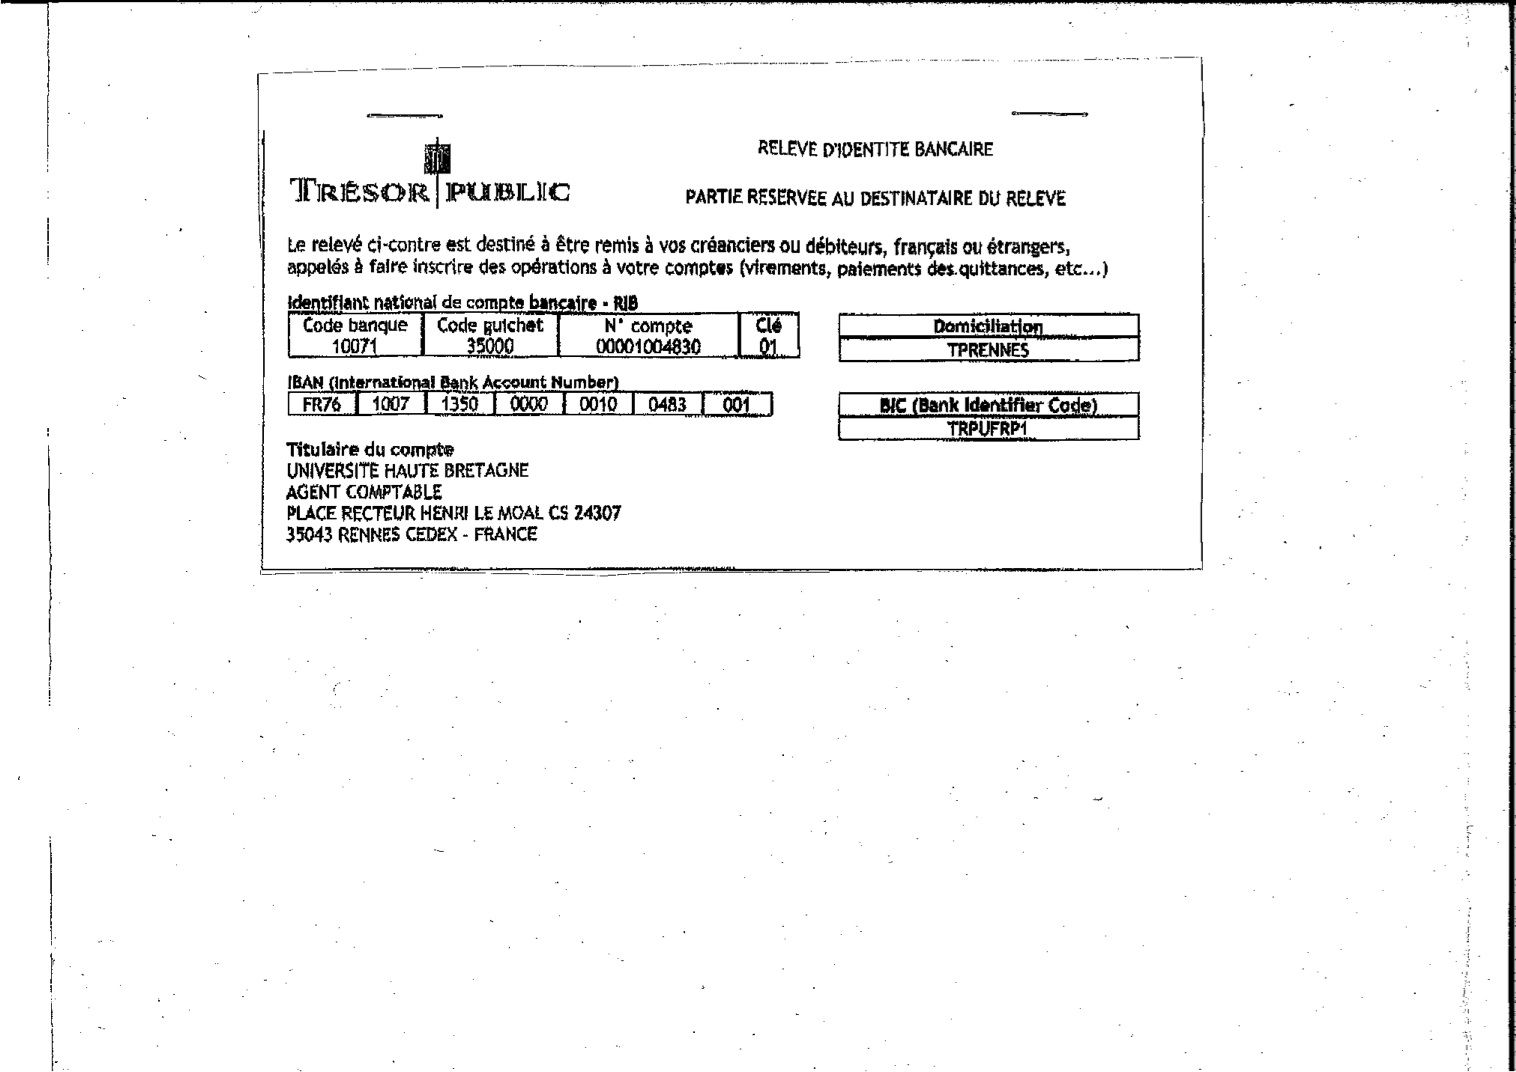 TRÉSOR PUBLIC
RELEVE D'IDENTITE BANCAIRE
PARTIE RESERVEE AU DESTINATAIRE DU RELEVE
Le relevé ci-contre est destiné à être remis à vos créanciers ou débiteurs, français ou étrangers,
appelés à faire inscrire des opérations à votre comptes (virements, paiements des quittances, etc...)
Identifiant national de compte bancaire - RIB
Code banque Code guichet N° compte Clé
10071 35000 00001004830 01
Domiciliation
TPRENNES
IBAN (International Bank Account Number)
FR76 1007 1350 0000 0010 0483 001
BIC (Bank Identifier Code)
TRPUFRP1
Titulaire du compte
UNIVERSITE HAUTE BRETAGNE
AGENT COMPTABLE
PLACE RECTEUR HENRI LE MOAL CS 24307
35043 RENNES CEDEX - FRANCE